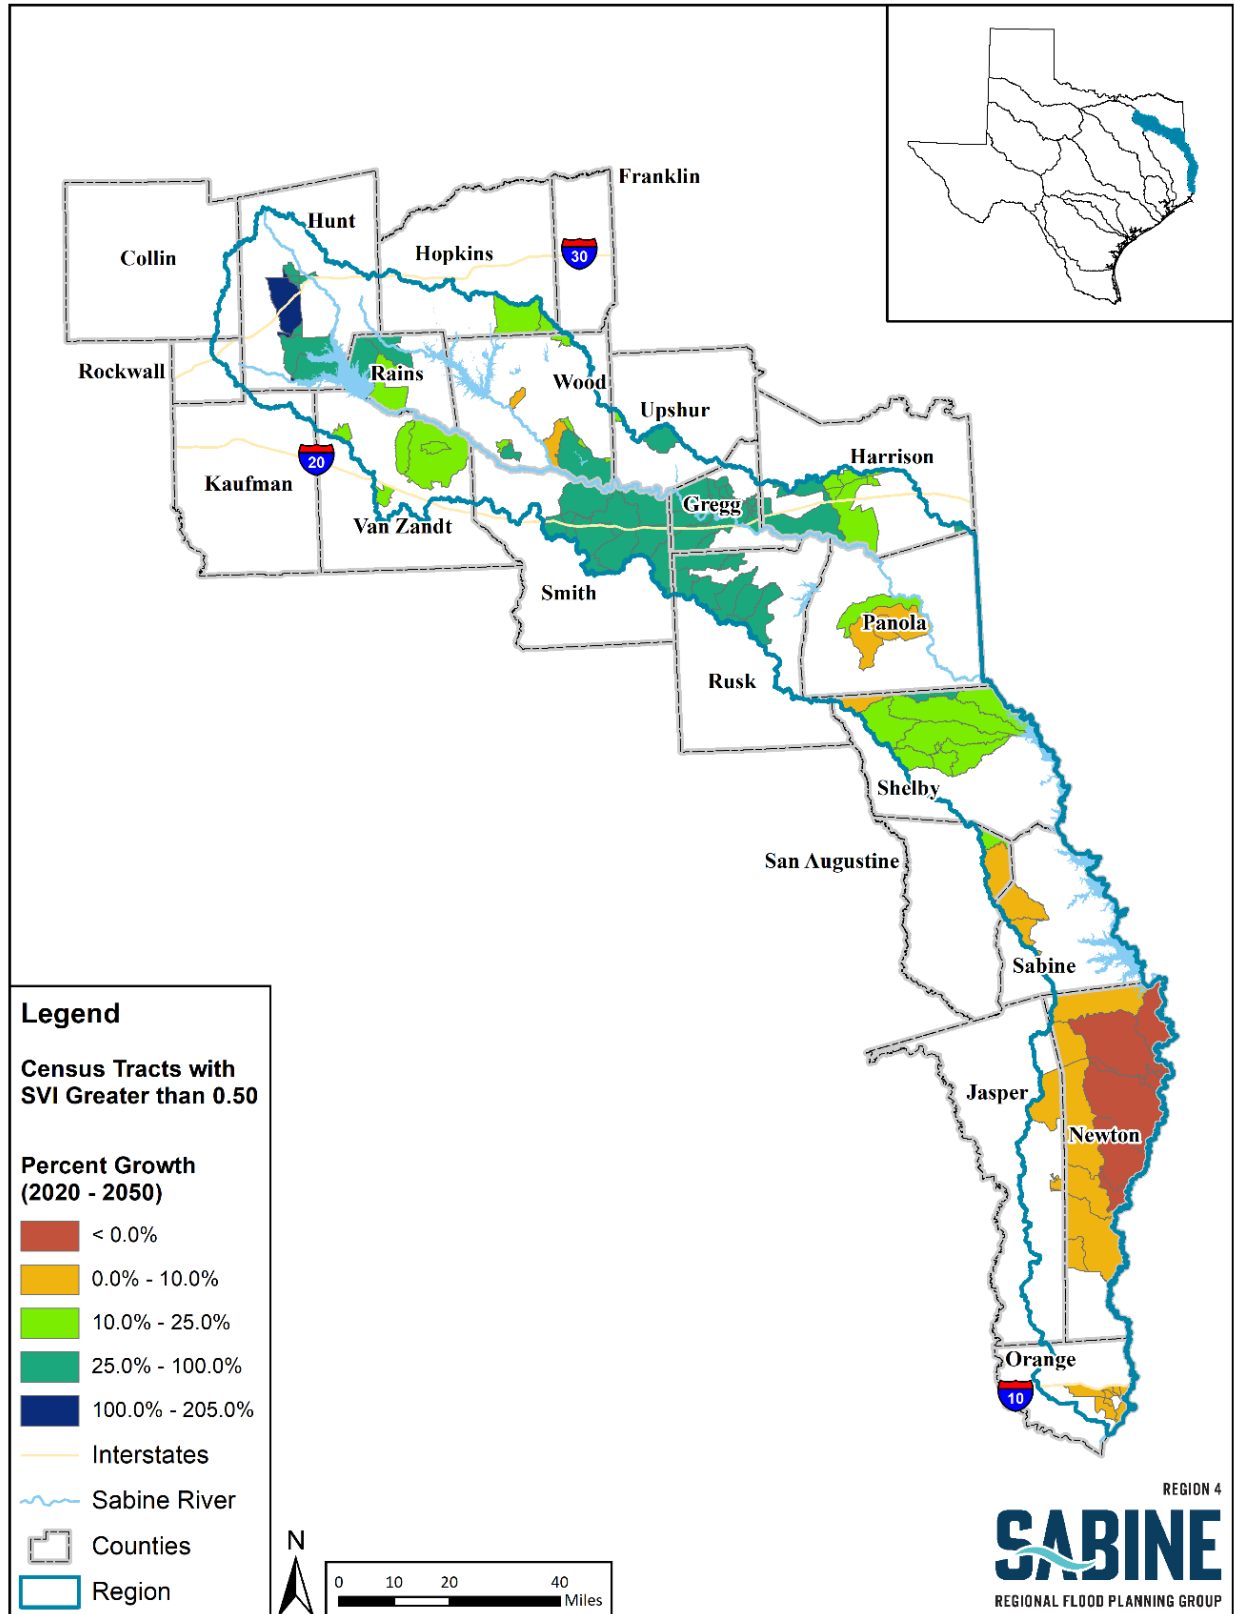 Franklin
Hunt
Collin
Hopkins
30
Rockwall
Rains
Wood
Upshur
Harrison
20
Kaufman
Gregg
Van Zandt
Smith
Panola
Rusk
Shelby
San Augustine
Sabine
Jasper
Newton
Orange
10
Legend
Census Tracts with
SVI Greater than 0.50
Percent Growth
(2020 - 2050)
< 0.0%
0.0% - 10.0%
10.0% - 25.0%
25.0% - 100.0%
100.0% - 205.0%
Interstates
Sabine River
Counties
Region
N
0 10 20 40
Miles
REGION 4
SABINE
REGIONAL FLOOD PLANNING GROUP